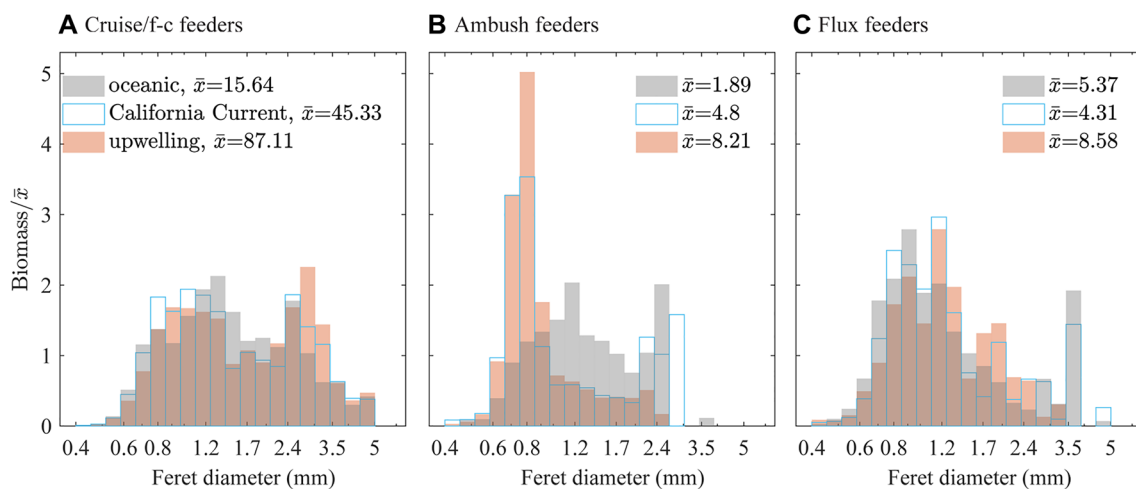 A Cruise/f-c feeders
B Ambush feeders
C Flux feeders
oceanic, x̄=15.64
California Current, x̄=45.33
upwelling, x̄=87.11
x̄=1.89
x̄=4.8
x̄=8.21
x̄=5.37
x̄=4.31
x̄=8.58
Biomass/x̄
5
4
3
2
1
0
0.4 0.6 0.8 1.2 1.7 2.4 3.5 5
0.4 0.6 0.8 1.2 1.7 2.4 3.5 5
0.4 0.6 0.8 1.2 1.7 2.4 3.5 5
Feret diameter (mm)
Feret diameter (mm)
Feret diameter (mm)